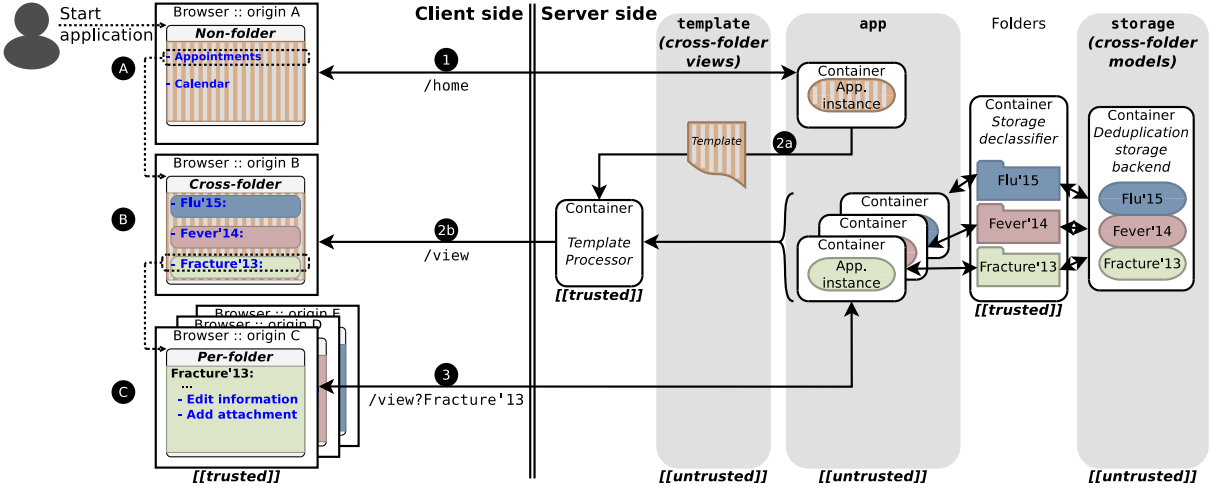 Start
application
A
B
C
Browser :: origin A
Non-folder
- Appointments
- Calendar
Browser :: origin B
Cross-folder
- Flu'15:
- Fever'14:
- Fracture'13:
Browser :: origin E
Browser :: origin D
Browser :: origin C
Per-folder
Fracture'13:
...
- Edit information
- Add attachment
[[trusted]]
Client side
Server side
1
/home
2b
/view
3
/view?Fracture'13
template
(cross-folder
views)
Template
2a
Container
Template
Processor
[[trusted]]
[[untrusted]]
app
Container
App.
instance
Container
Container
Container
App.
instance
[[untrusted]]
Folders
Container
Storage
declassifier
Flu'15
Fever'14
Fracture'13
[[trusted]]
storage
(cross-folder
models)
Container
Deduplication
storage
backend
Flu'15
Fever'14
Fracture'13
[[untrusted]]